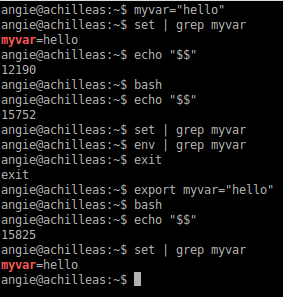 angie@achilleas:~$ myvar="hello"
angie@achilleas:~$ set | grep myvar
myvar=hello
angie@achilleas:~$ echo "$$"
12190
angie@achilleas:~$ bash
angie@achilleas:~$ echo "$$"
15752
angie@achilleas:~$ set | grep myvar
angie@achilleas:~$ env | grep myvar
angie@achilleas:~$ exit
exit
angie@achilleas:~$ export myvar="hello"
angie@achilleas:~$ bash
angie@achilleas:~$ echo "$$"
15825
angie@achilleas:~$ set | grep myvar
myvar=hello
angie@achilleas:~$